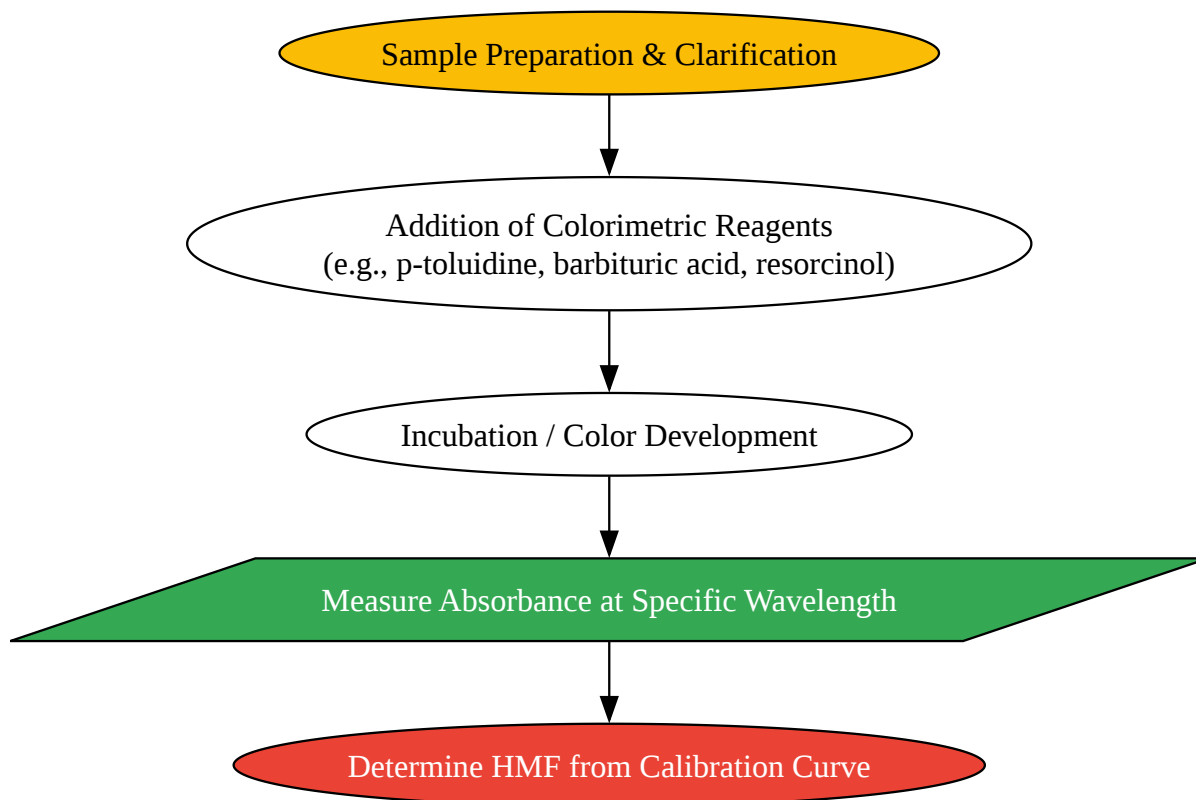 Sample Preparation & Clarification
Addition of Colorimetric Reagents
(e.g., p-toluidine, barbituric acid, resorcinol)
Incubation / Color Development
Measure Absorbance at Specific Wavelength
Determine HMF from Calibration Curve